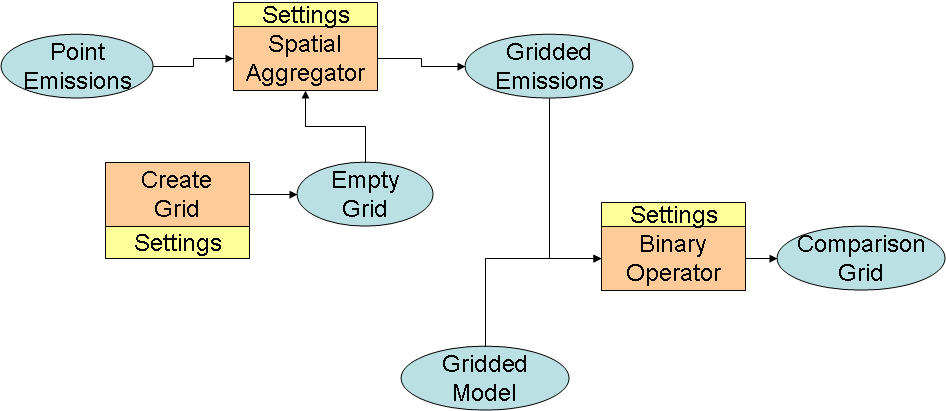 Point
Emissions
Settings
Spatial
Aggregator
Gridded
Emissions
Create
Grid
Settings
Empty
Grid
Settings
Binary
Operator
Comparison
Grid
Gridded
Model